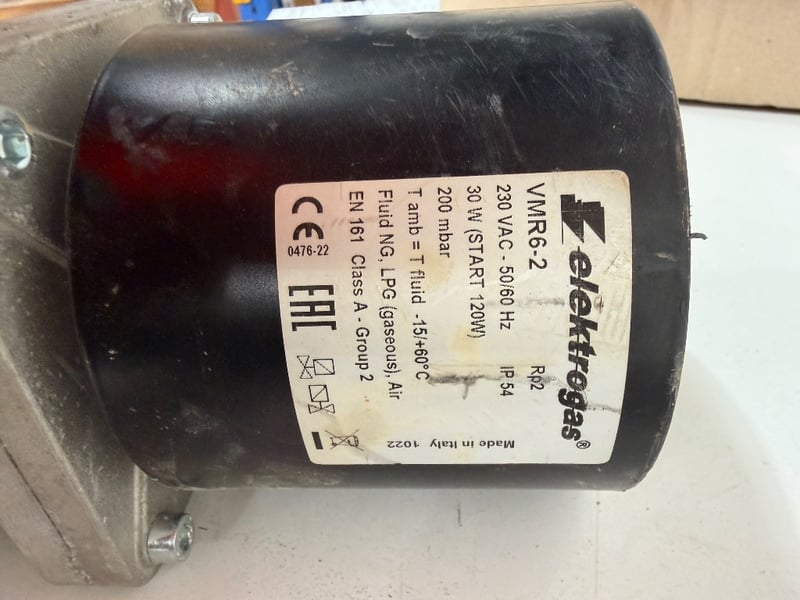 elektrogas®
VMR6-2 Rp2
230 VAC - 50/60 Hz IP 54
30 W (START 120W)
200 mbar
T amb = T fluid -15/+60°C
Fluid NG, LPG (gaseous), Air
EN 161 Class A - Group 2
Made in Italy 1022
CE
0476-22
EAC